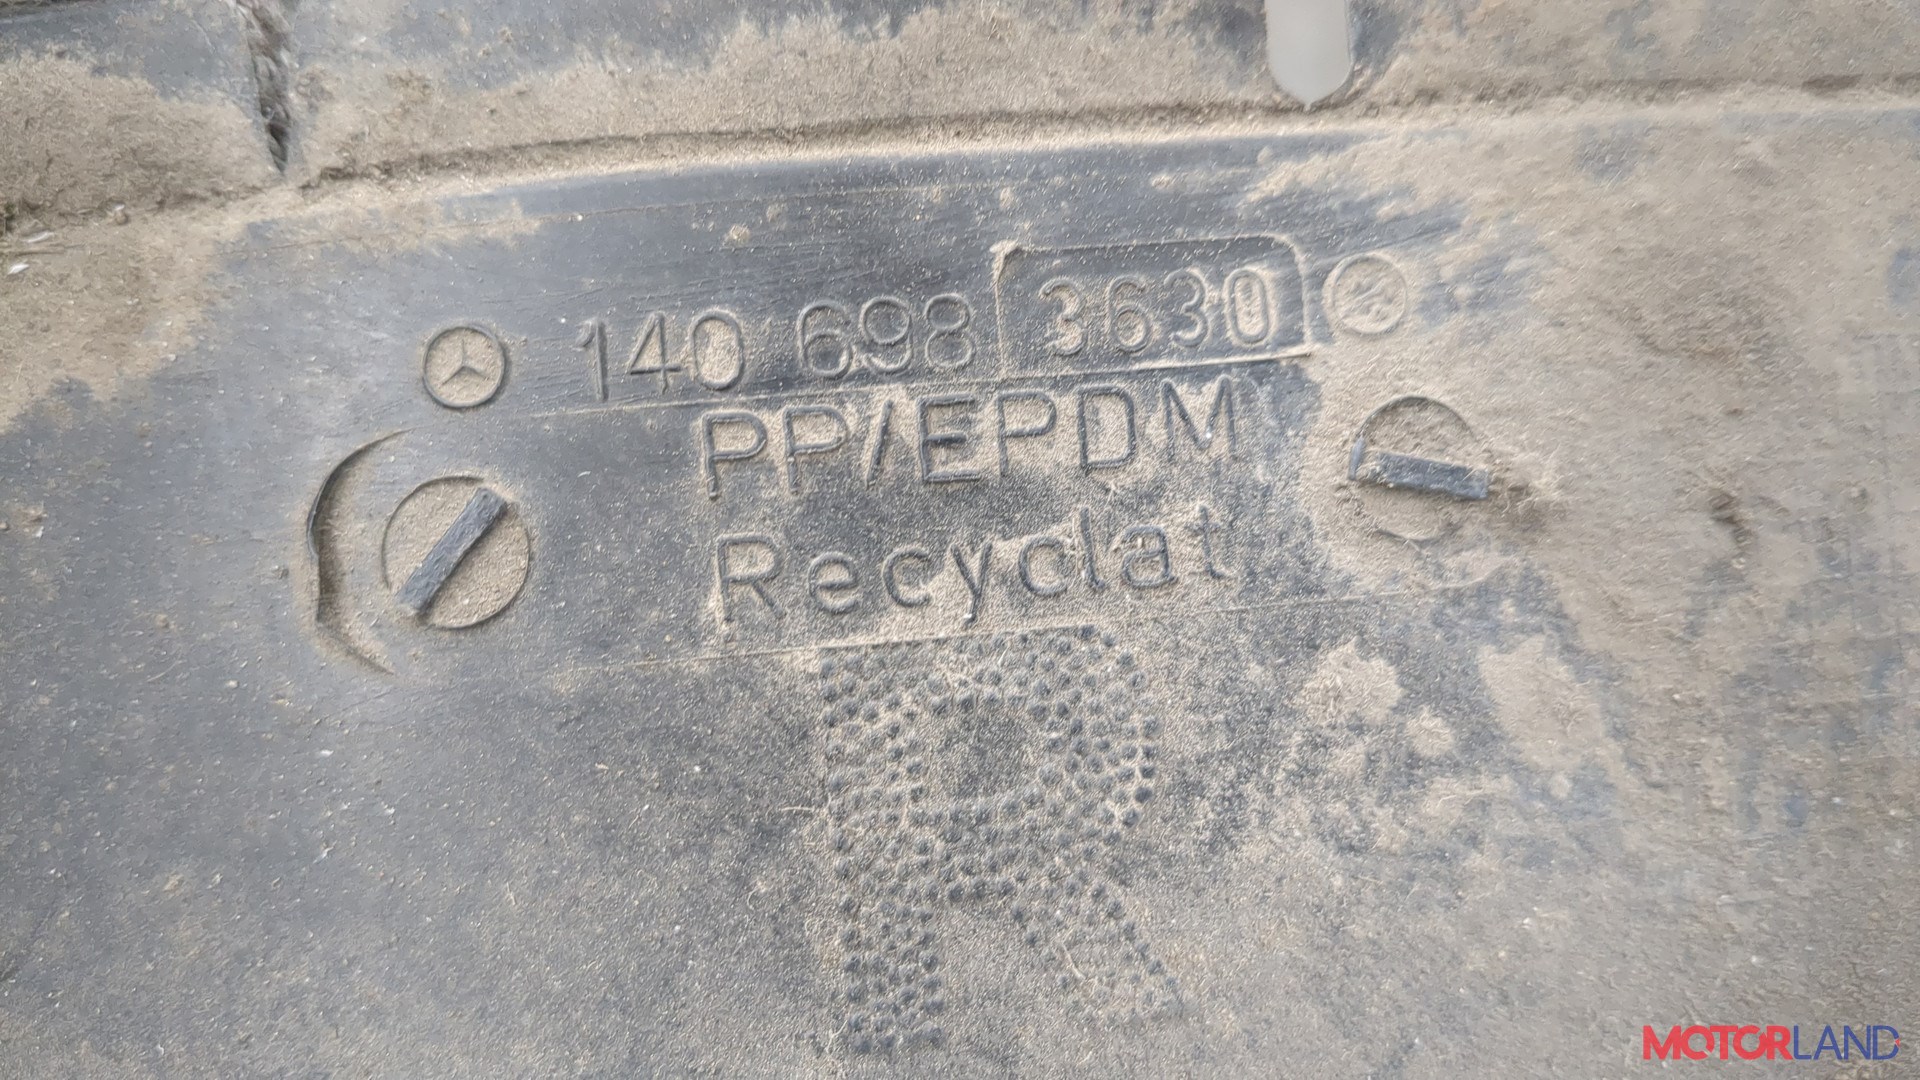 140 698 3630
PP/EPDM
Recyclat
R
MOTORLAND